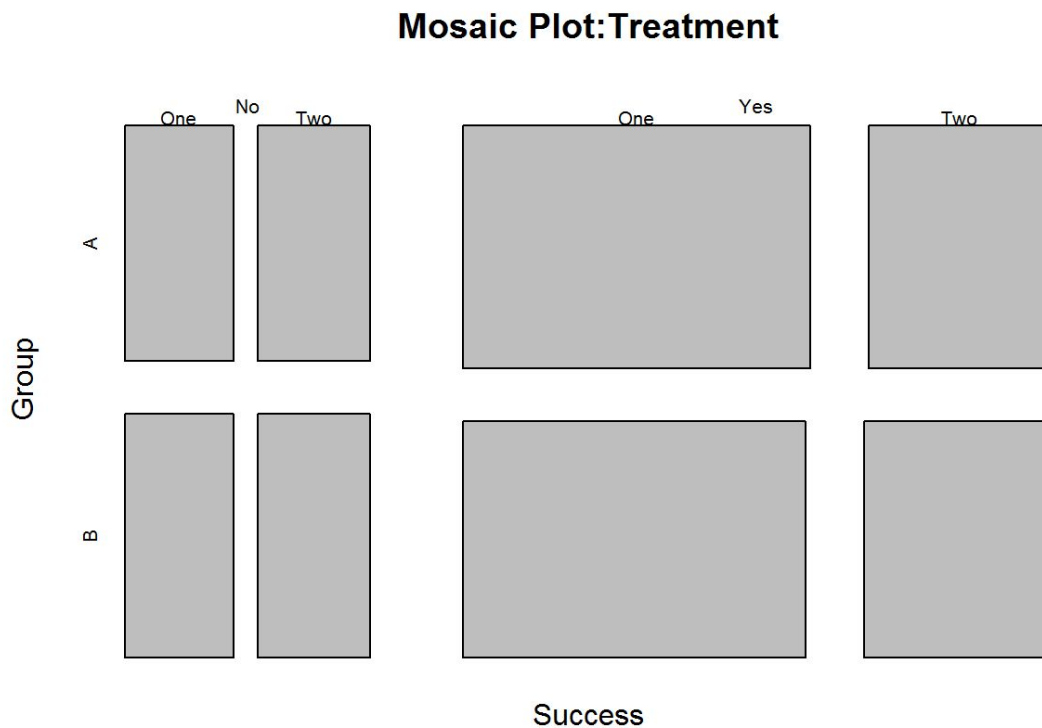 Mosaic Plot:Treatment
No
Yes
One
Two
One
Two
A
B
Group
Success